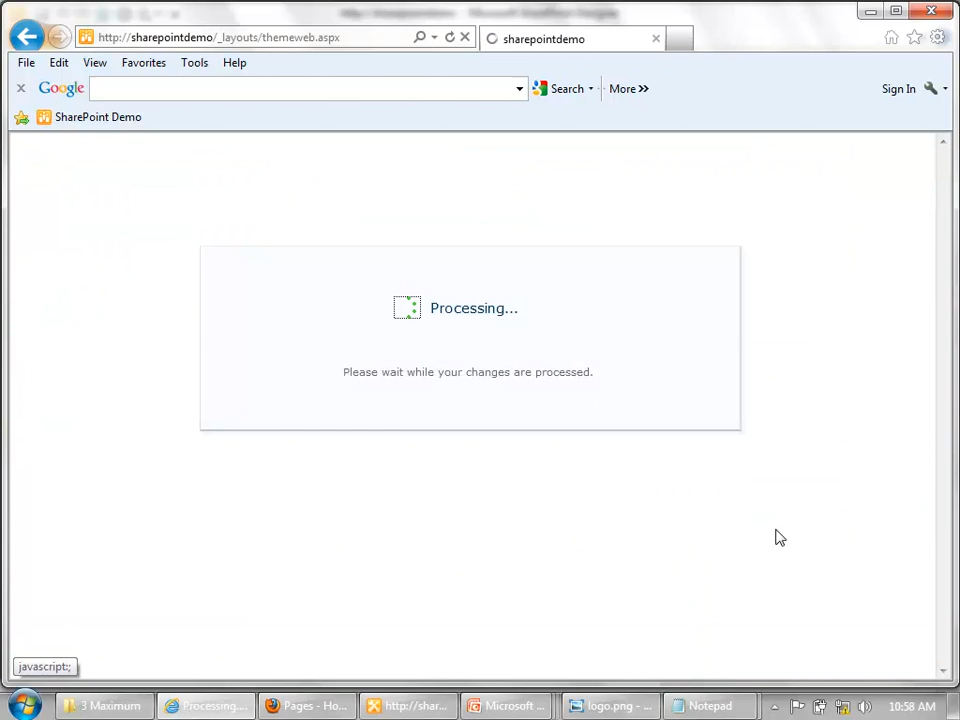 http://sharepointdemo/_layouts/themeweb.aspx
sharepointdemo
File Edit View Favorites Tools Help
x Google Search More »
Sign In
SharePoint Demo
Processing...
Please wait while your changes are processed.
javascript:;
3 Maximum
Processing....
Pages - Ho...
http://shar...
Microsoft ...
logo.png - ...
Notepad
10:58 AM